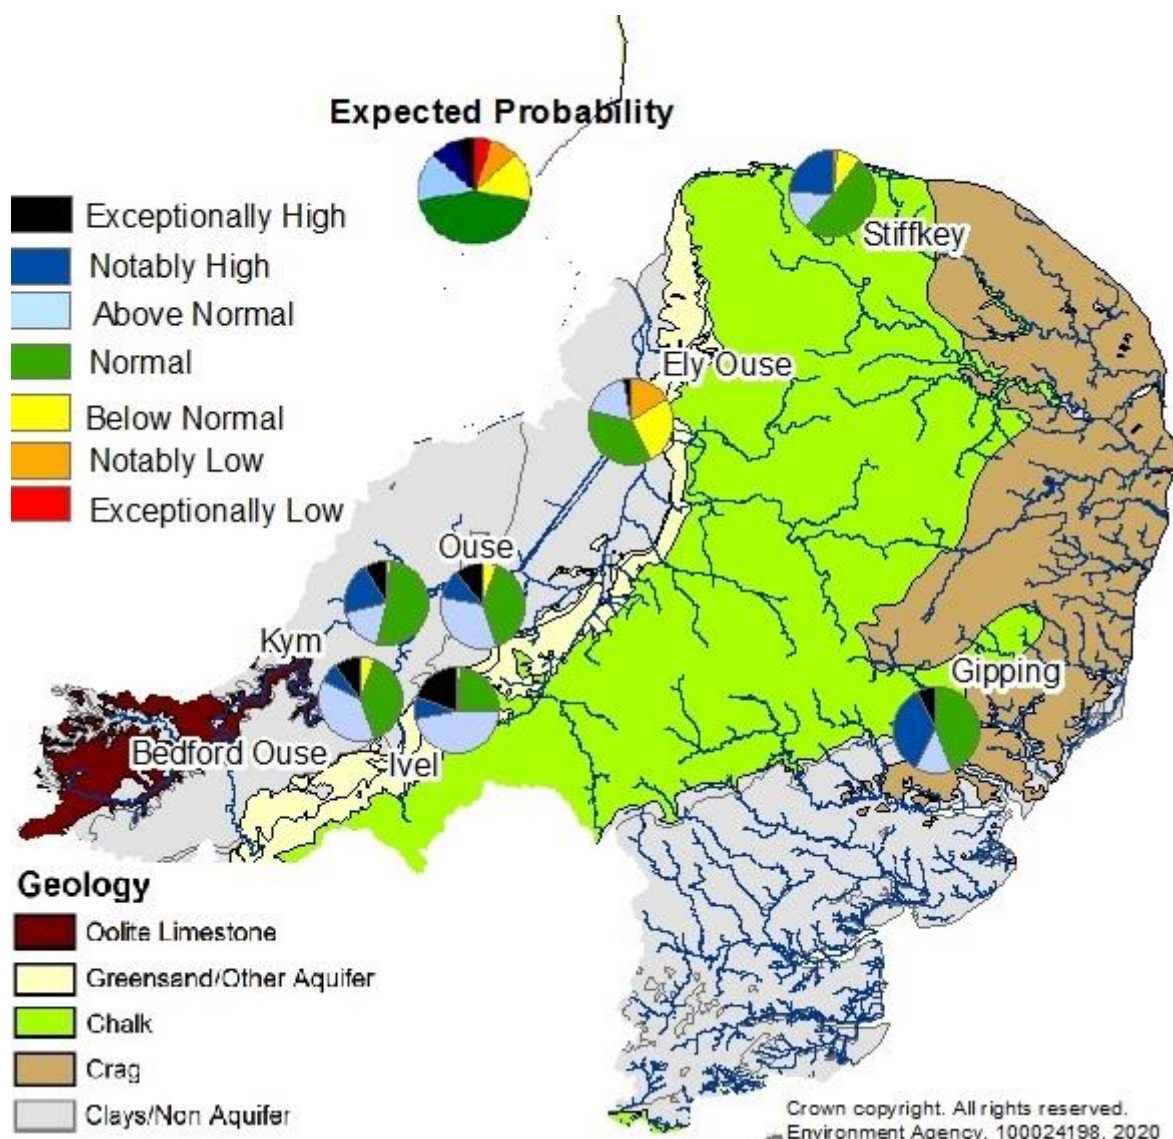 Expected Probability
Exceptionally High
Notably High
Above Normal
Normal
Below Normal
Notably Low
Exceptionally Low
Stiffkey
Ely Ouse
Ouse
Kym
Gipping
Bedford Ouse
Ivel
Geology
Oolite Limestone
Greensand/Other Aquifer
Chalk
Crag
Clays/Non Aquifer
Crown copyright. All rights reserved.
Environment Agency, 100024198, 2020